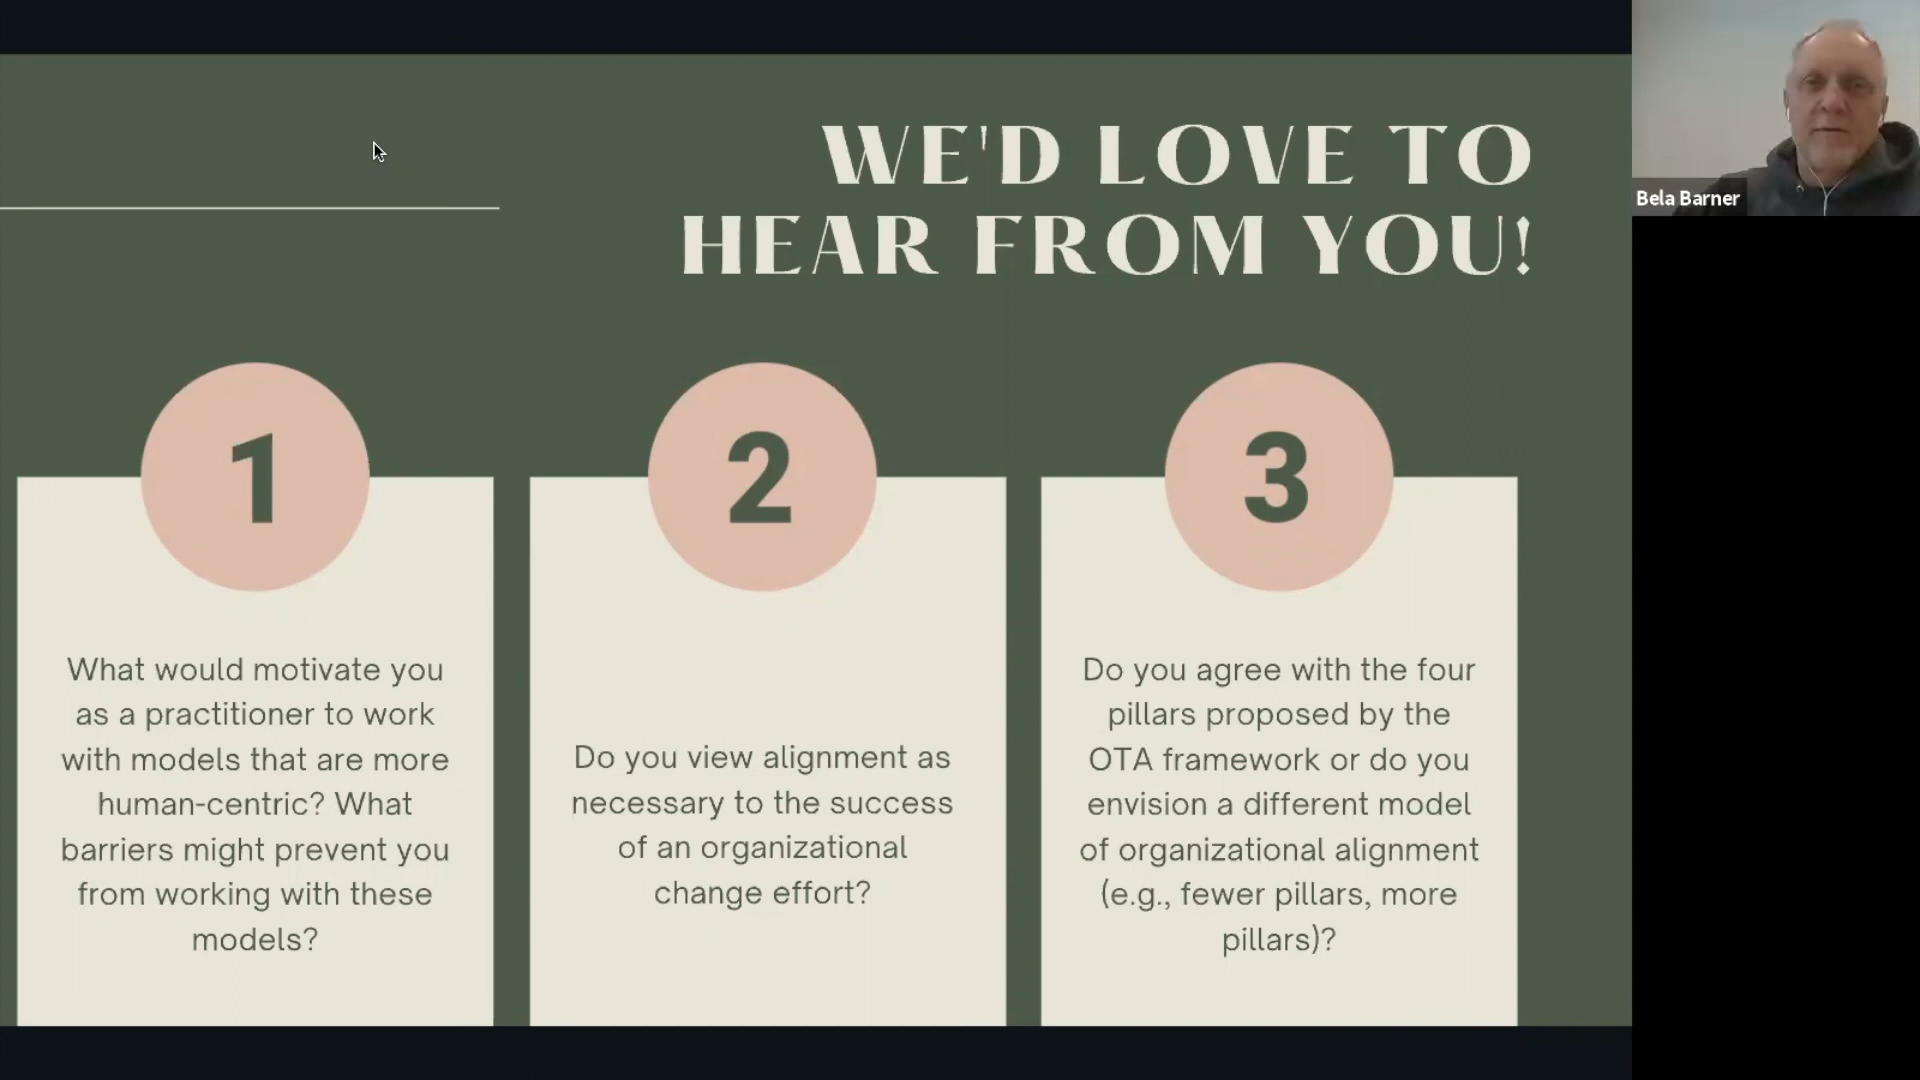 WE'D LOVE TO
HEAR FROM YOU!
1
What would motivate you
as a practitioner to work
with models that are more
human-centric? What
barriers might prevent you
from working with these
models?
2
Do you view alignment as
necessary to the success
of an organizational
change effort?
3
Do you agree with the four
pillars proposed by the
OTA framework or do you
envision a different model
of organizational alignment
(e.g., fewer pillars, more
pillars)?
Bela Barner